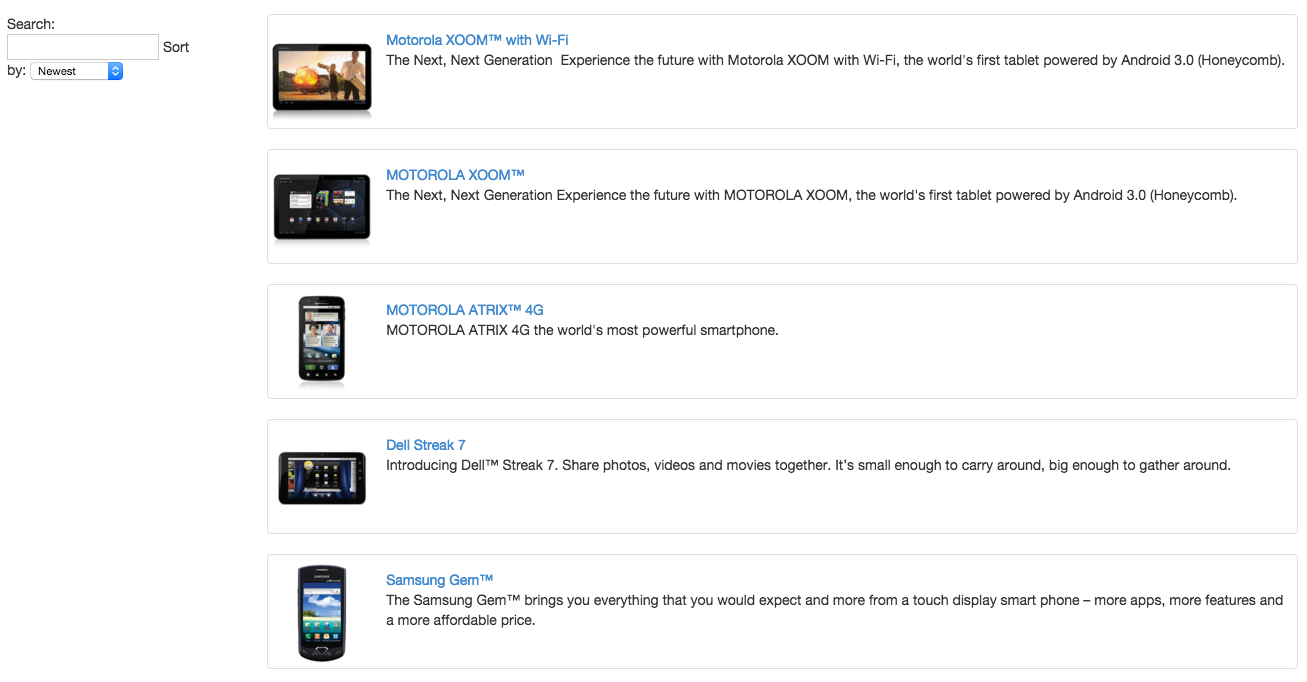 Search:
Sort
by: Newest
Motorola XOOM™ with Wi-Fi
The Next, Next Generation  Experience the future with Motorola XOOM with Wi-Fi, the world's first tablet powered by Android 3.0 (Honeycomb).
MOTOROLA XOOM™
The Next, Next Generation Experience the future with MOTOROLA XOOM, the world's first tablet powered by Android 3.0 (Honeycomb).
MOTOROLA ATRIX™ 4G
MOTOROLA ATRIX 4G the world's most powerful smartphone.
Dell Streak 7
Introducing Dell™ Streak 7. Share photos, videos and movies together. It’s small enough to carry around, big enough to gather around.
SAMSUNG
Samsung Gem™
The Samsung Gem™ brings you everything that you would expect and more from a touch display smart phone – more apps, more features and
a more affordable price.